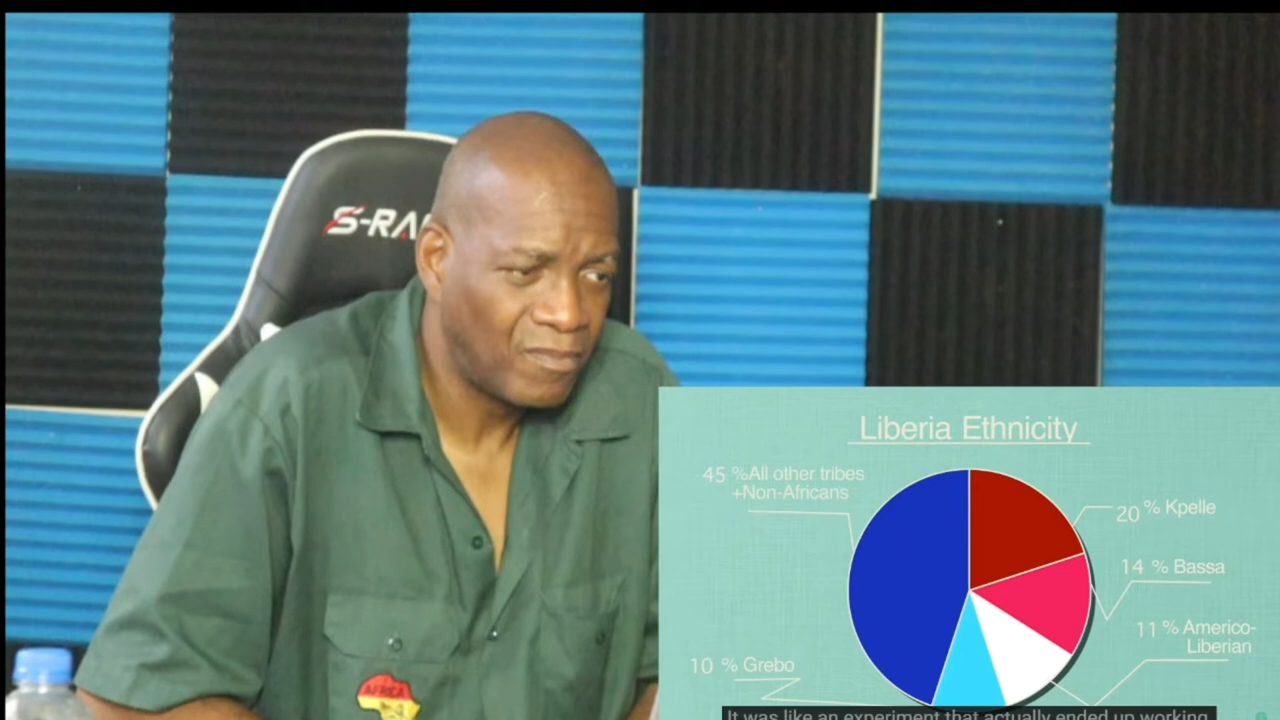 S-RA
Liberia Ethnicity
45 %All other tribes
+Non-Africans
20 % Kpelle
14 % Bassa
11 % Americo-
Liberian
10 % Grebo
AFRICA
It was like an experiment that actually ended up working